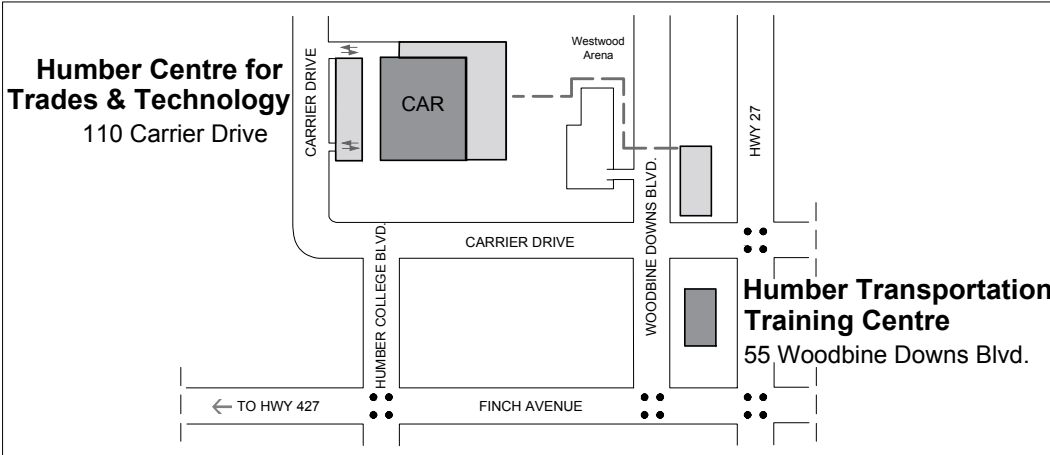 Humber Centre for
Trades & Technology
110 Carrier Drive
CARRIER DRIVE
CAR
Westwood
Arena
HWY 27
WOODBINE DOWNS BLVD.
CARRIER DRIVE
HUMBER COLLEGE BLVD.
Humber Transportation
Training Centre
55 Woodbine Downs Blvd.
← TO HWY 427
FINCH AVENUE